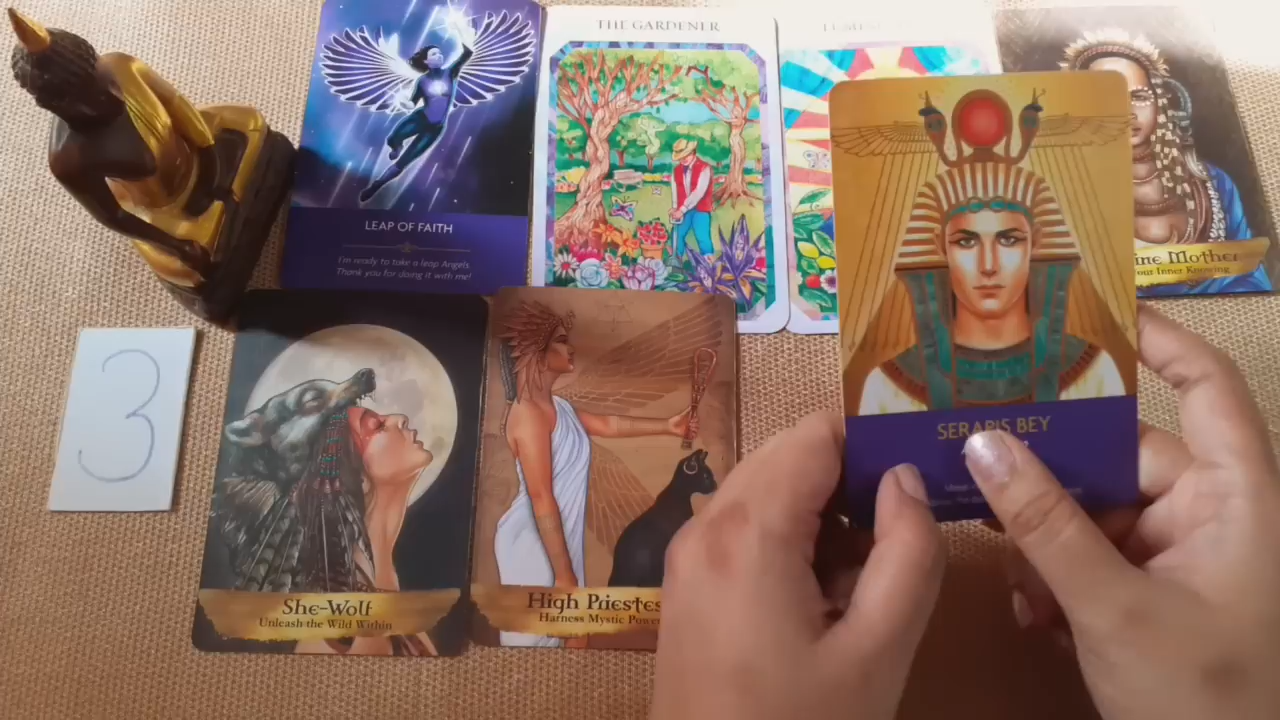 LEAP OF FAITH
I'm ready to take a leap Angels.
Thank you for doing it with me!
THE GARDENER
ine Mother
our Inner Knowing
SERAPIS BEY
3
She-Wolf
Unleash the Wild Within
High Priestes
Harness Mystic Power